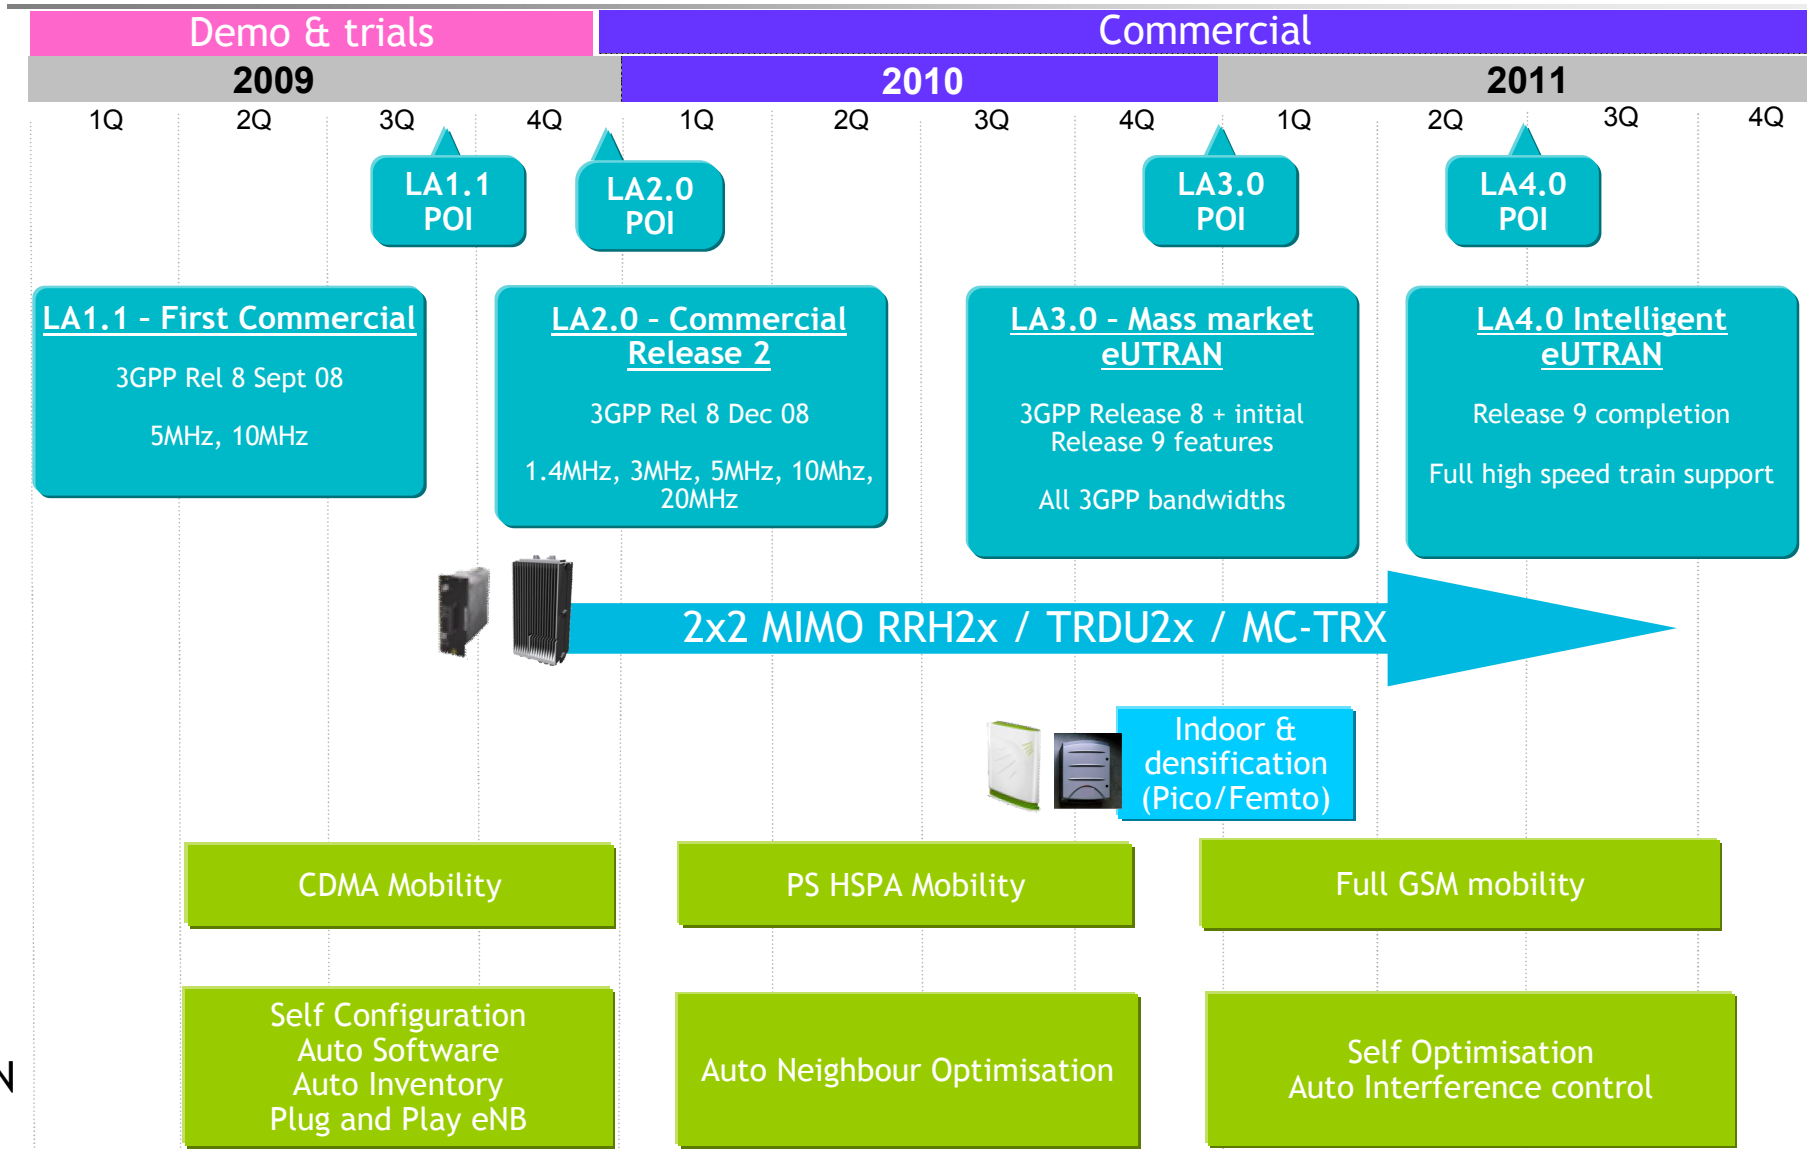 Demo & trials
Commercial
2009
2010
2011
1Q
2Q
3Q
4Q
1Q
2Q
3Q
4Q
1Q
2Q
3Q
4Q
LA1.1
POI
LA2.0
POI
LA3.0
POI
LA4.0
POI
LA1.1 – First Commercial
3GPP Rel 8 Sept 08
5MHz, 10MHz
LA2.0 – Commercial
Release 2
3GPP Rel 8 Dec 08
1.4MHz, 3MHz, 5MHz, 10Mhz,
20MHz
LA3.0 – Mass market
eUTRAN
3GPP Release 8 + initial
Release 9 features
All 3GPP bandwidths
LA4.0 Intelligent
eUTRAN
Release 9 completion
Full high speed train support
2x2 MIMO RRH2x / TRDU2x / MC-TRX
Indoor &
densification
(Pico/Femto)
CDMA Mobility
PS HSPA Mobility
Full GSM mobility
Self Configuration
Auto Software
Auto Inventory
Plug and Play eNB
Auto Neighbour Optimisation
Self Optimisation
Auto Interference control
N